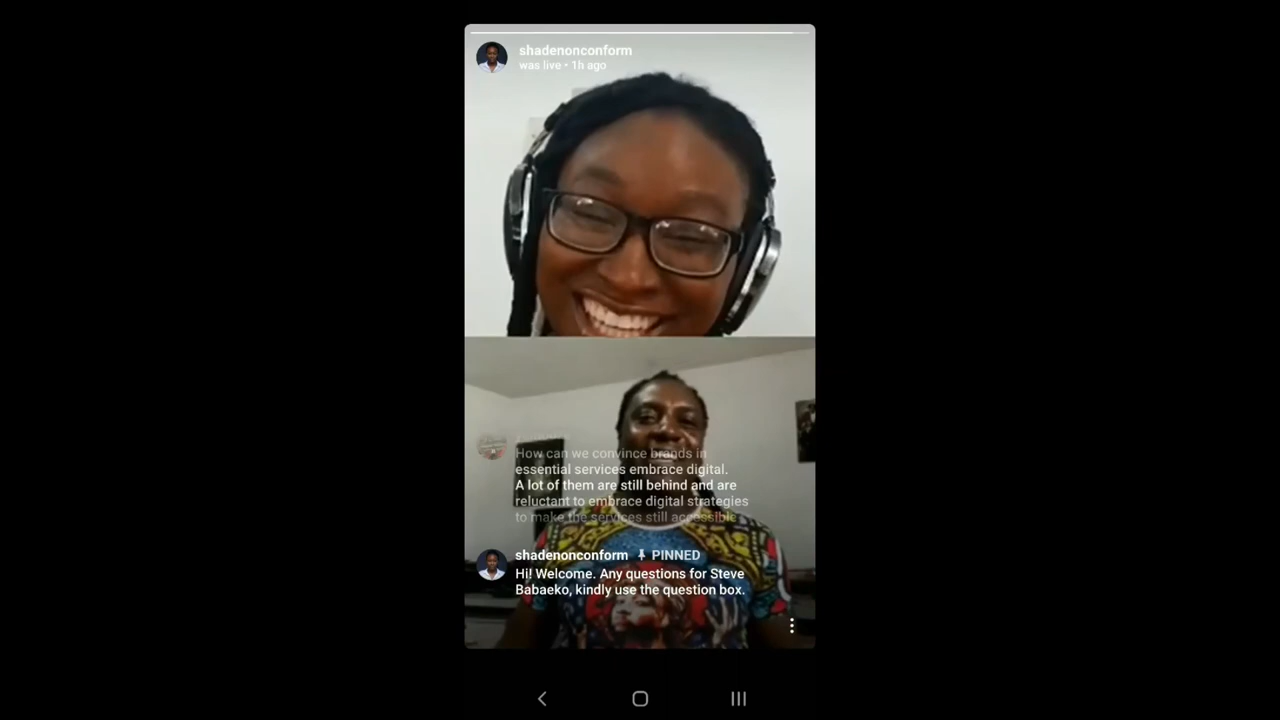 shadenonconform
was live • 1h ago
How can we convince brands in
essential services embrace digital.
A lot of them are still behind and are
reluctant to embrace digital strategies
to make the services still accessible
shadenonconform PINNED
Hi! Welcome. Any questions for Steve
Babaeko, kindly use the question box.